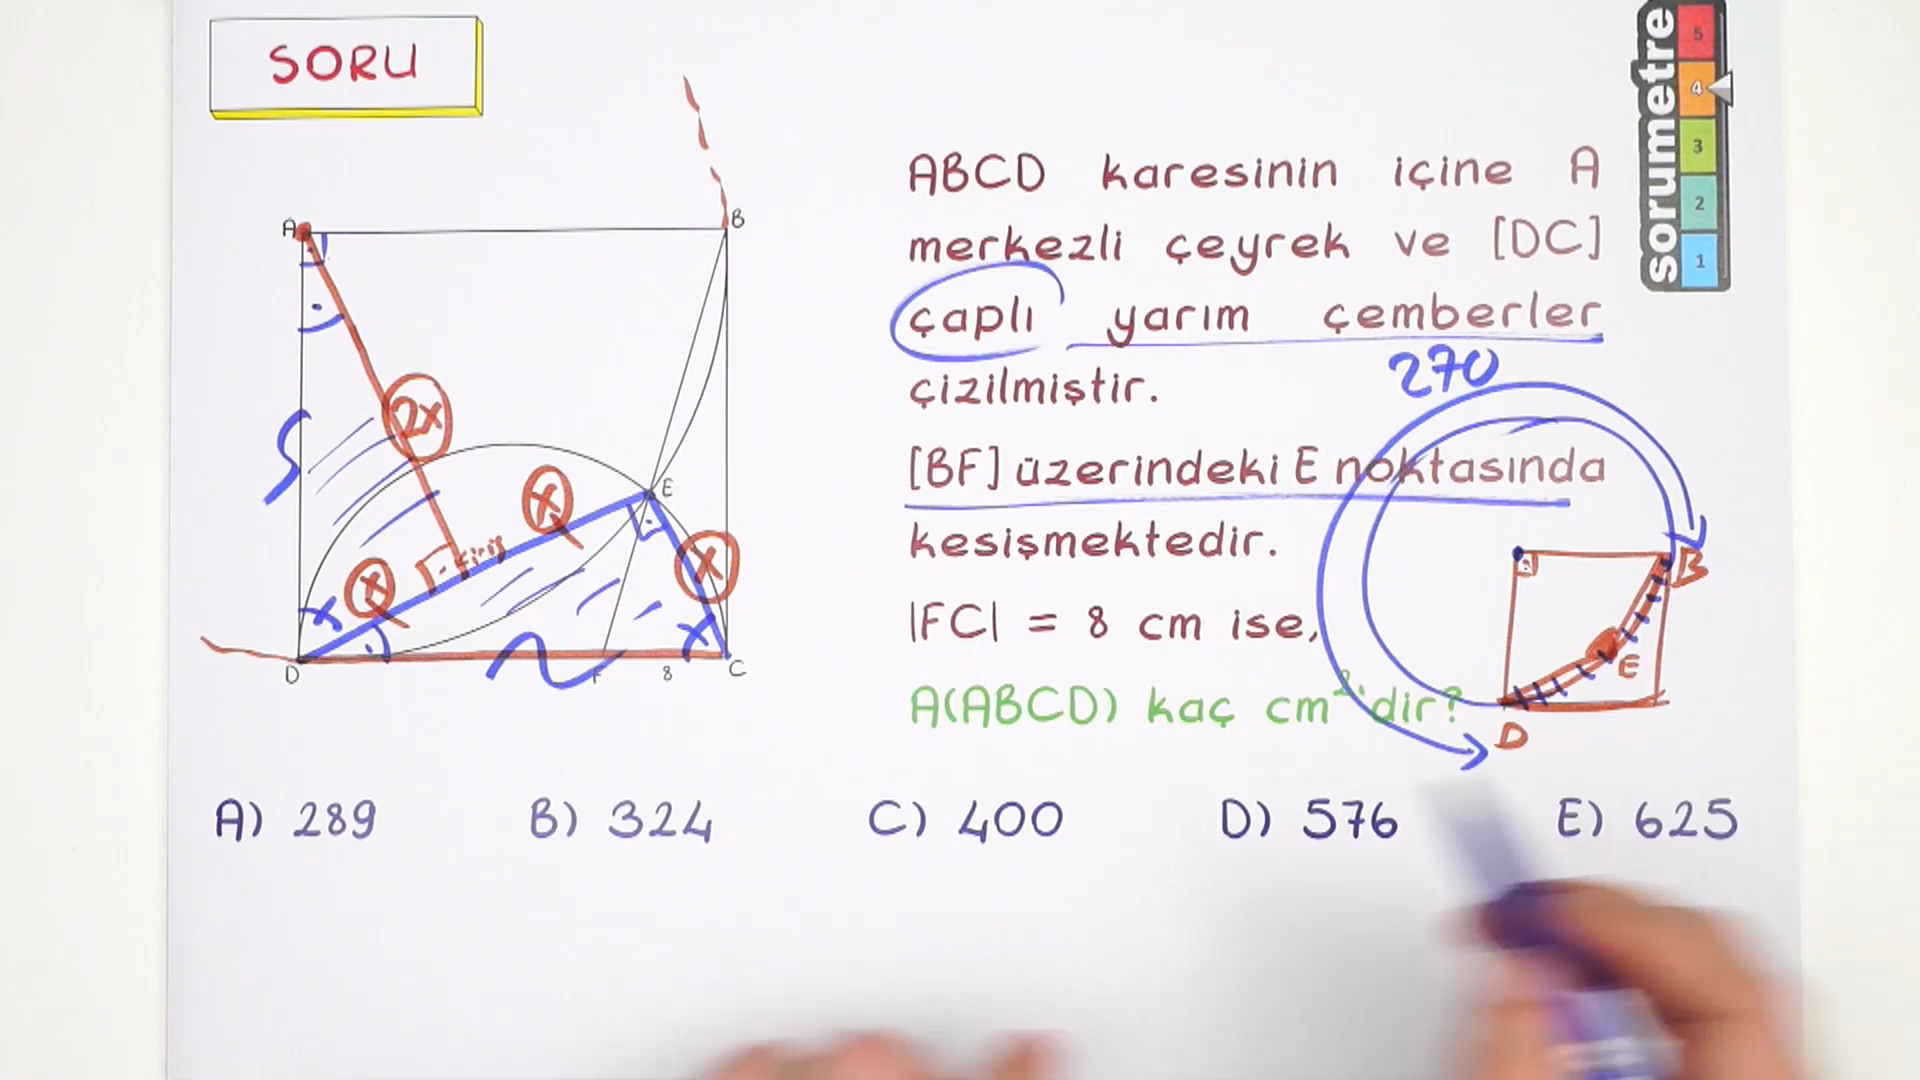 SORU
sorumetre
5
4
3
2
1
ABCD karesinin içine A
merkezli çeyrek ve [DC]
çaplı yarım çemberler
çizilmiştir.
[BF] üzerindeki E noktasında
kesişmektedir.
|FC| = 8 cm ise,
A(ABCD) kaç cm²'dir?
A
B
2x
x
E
x
x
x
x
D
F
8
C
270
B
E
D
A) 289
B) 324
C) 400
D) 576
E) 625